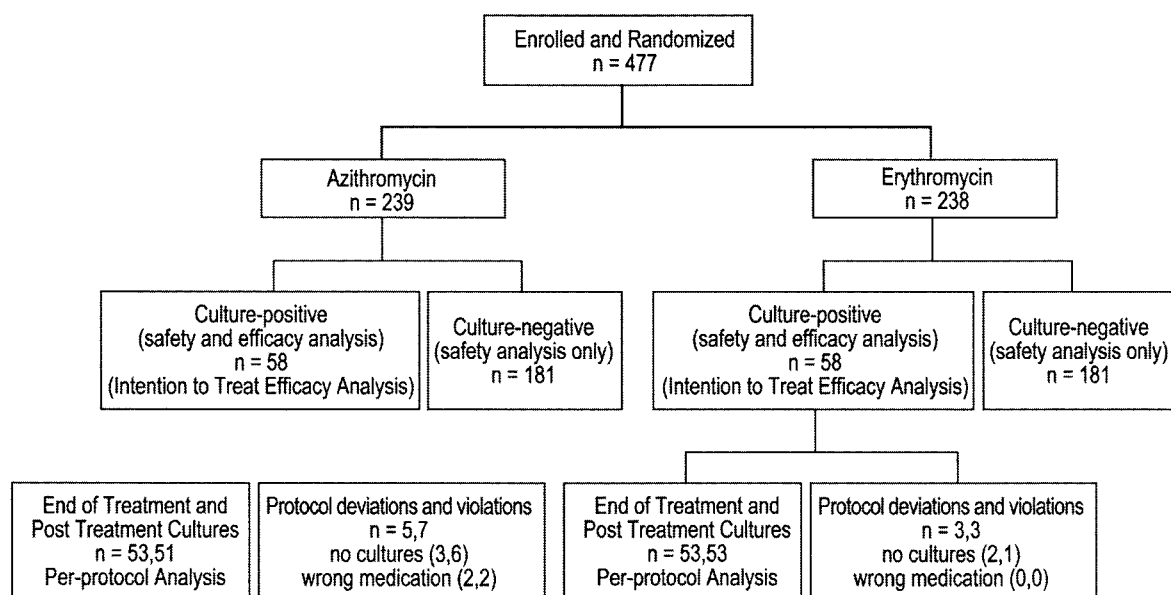 Enrolled and Randomized
n = 477
Azithromycin
n = 239
Erythromycin
n = 238
Culture-positive
(safety and efficacy analysis)
n = 58
(Intention to Treat Efficacy Analysis)
Culture-negative
(safety analysis only)
n = 181
Culture-positive
(safety and efficacy analysis)
n = 58
(Intention to Treat Efficacy Analysis)
Culture-negative
(safety analysis only)
n = 181
End of Treatment and
Post Treatment Cultures
n = 53,51
Per-protocol Analysis
Protocol deviations and violations
n = 5,7
no cultures (3,6)
wrong medication (2,2)
End of Treatment and
Post Treatment Cultures
n = 53,53
Per-protocol Analysis
Protocol deviations and violations
n = 3,3
no cultures (2,1)
wrong medication (0,0)